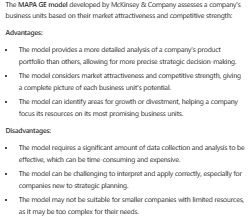 The MAPA GE model developed by McKinsey & Company assesses a company's
business units based on their market attractiveness and competitive strength:
Advantages:
• The model provides a more detailed analysis of a company's product
portfolio than others, allowing for more precise strategic decision-making.
• The model considers market attractiveness and competitive strength, giving
a complete picture of each business unit's potential.
• The model can identify areas for growth or divestment, helping a company
focus its resources on its most promising business units.
Disadvantages:
• The model requires a significant amount of data collection and analysis to be
effective, which can be time-consuming and expensive.
• The model can be challenging to interpret and apply correctly, especially for
companies new to strategic planning.
• The model may not be suitable for smaller companies with limited resources,
as it may be too complex for their needs.